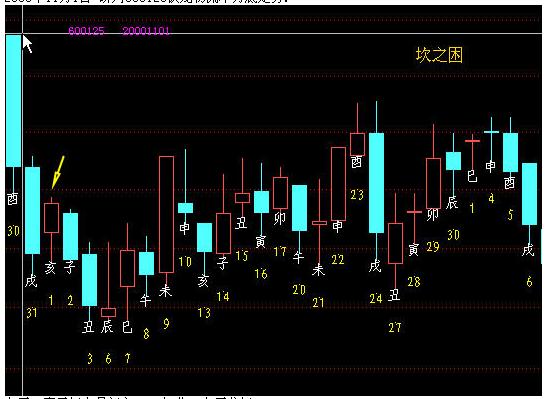 600125 20001101
坎之困
酉 戌 亥 子 丑 辰 巳 午 未 申 亥 子 丑 寅 卯 午 未 申 酉 戌 丑 寅 卯 辰 巳 申 酉 戌
30 31 1 2 3 6 7 8 9 10 13 14 15 16 17 20 21 22 23 24 27 28 29 30 1 4 5 6